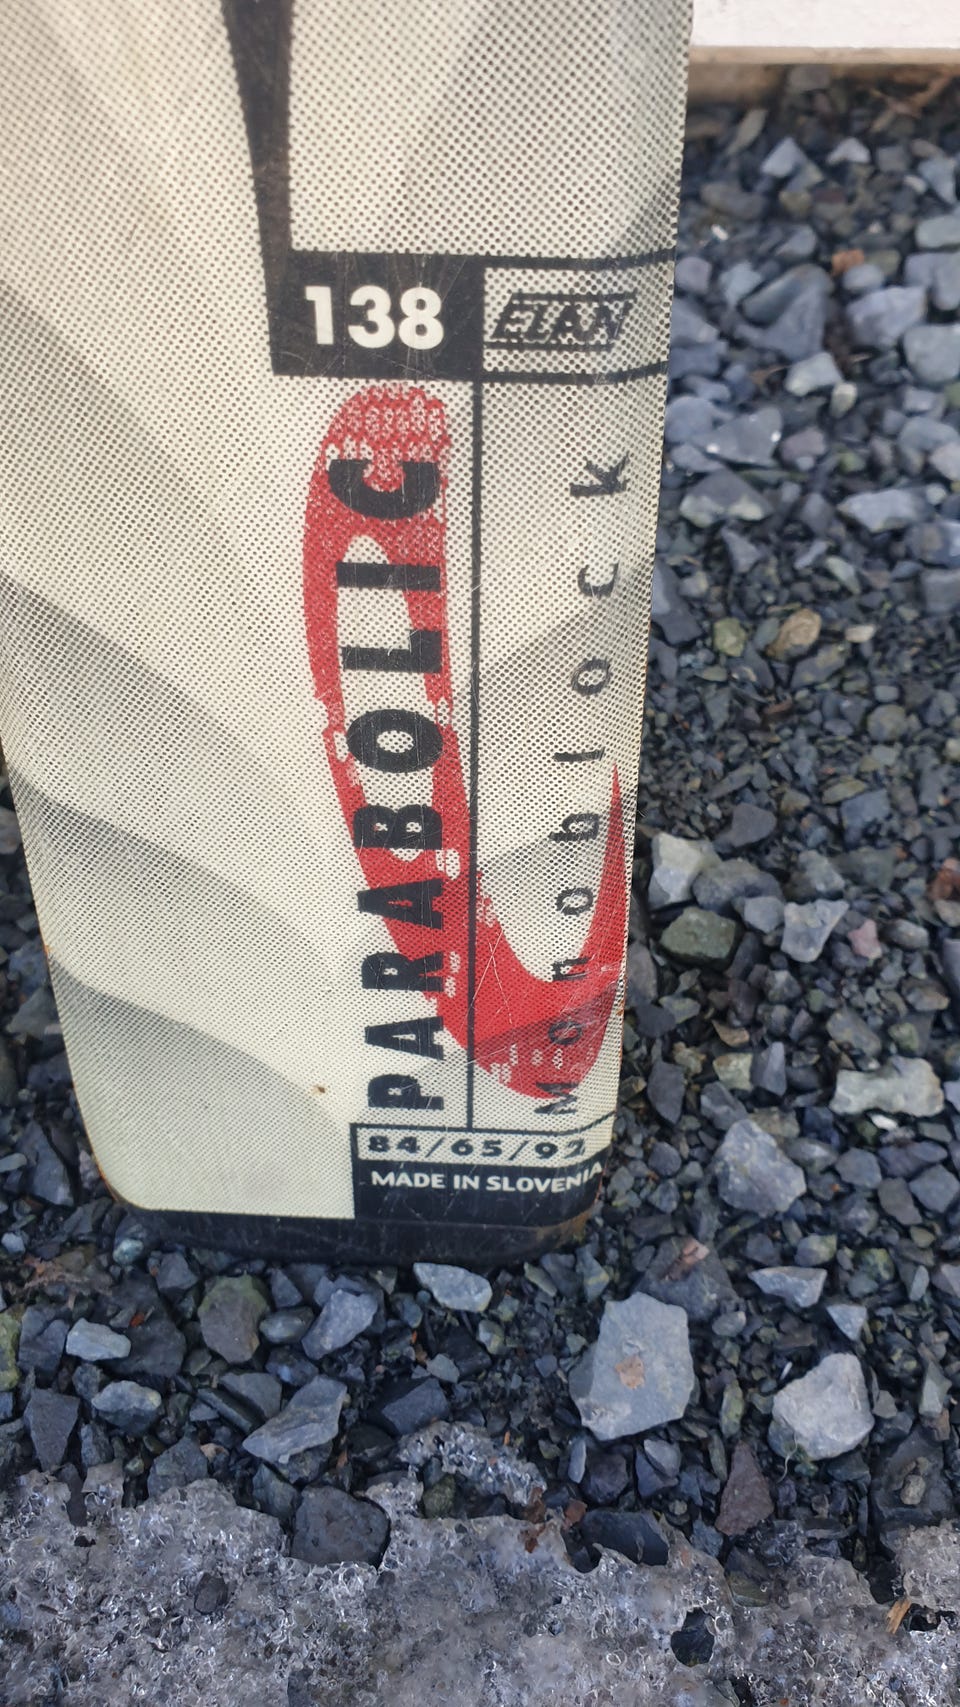 138
ELAN
PARABOLIC
Monoblock
84/65/92
MADE IN SLOVENIA